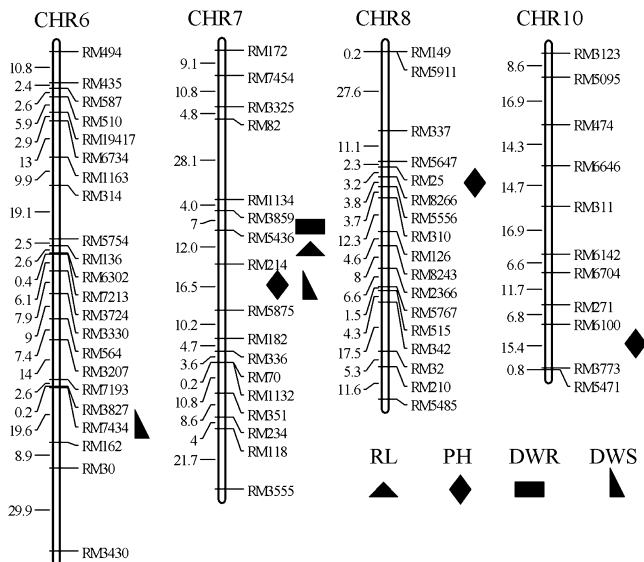 CHR6
RM494
10.8
RM435
2.4
RM587
2.6
RM510
5.9
RM19417
2.9
RM6734
13
RM1163
9.9
RM314
19.1
RM5754
2.5
RM136
2.6
RM6302
0.4
RM7213
6.1
RM3724
7.9
RM3330
9
RM564
7.4
RM3207
14
RM7193
2.6
RM3827
0.2
RM7434
19.6
RM162
8.9
RM30
29.9
RM3430
CHR7
RM172
9.1
RM7454
10.8
RM3325
4.8
RM82
28.1
RM1134
4.0
RM3859
7
RM5436
12.0
RM214
16.5
RM5875
10.2
RM182
4.7
RM336
3.6
RM70
0.2
RM1132
10.8
RM351
8.6
RM234
4
RM118
21.7
RM3555
CHR8
0.2
RM149
RM5911
27.6
RM337
11.1
RM5647
2.3
RM25
3.2
RM8266
3.8
RM5556
3.7
RM310
12.3
RM126
4.6
RM8243
8
RM2366
6.6
RM5767
1.5
RM515
4.3
RM342
17.5
RM32
5.3
RM210
11.6
RM5485
CHR10
RM3123
8.6
RM5095
16.9
RM474
14.3
RM6646
14.7
RM311
16.9
RM6142
6.6
RM6704
11.7
RM271
6.8
RM6100
15.4
RM3773
0.8
RM5471
RL PH DWR DWS